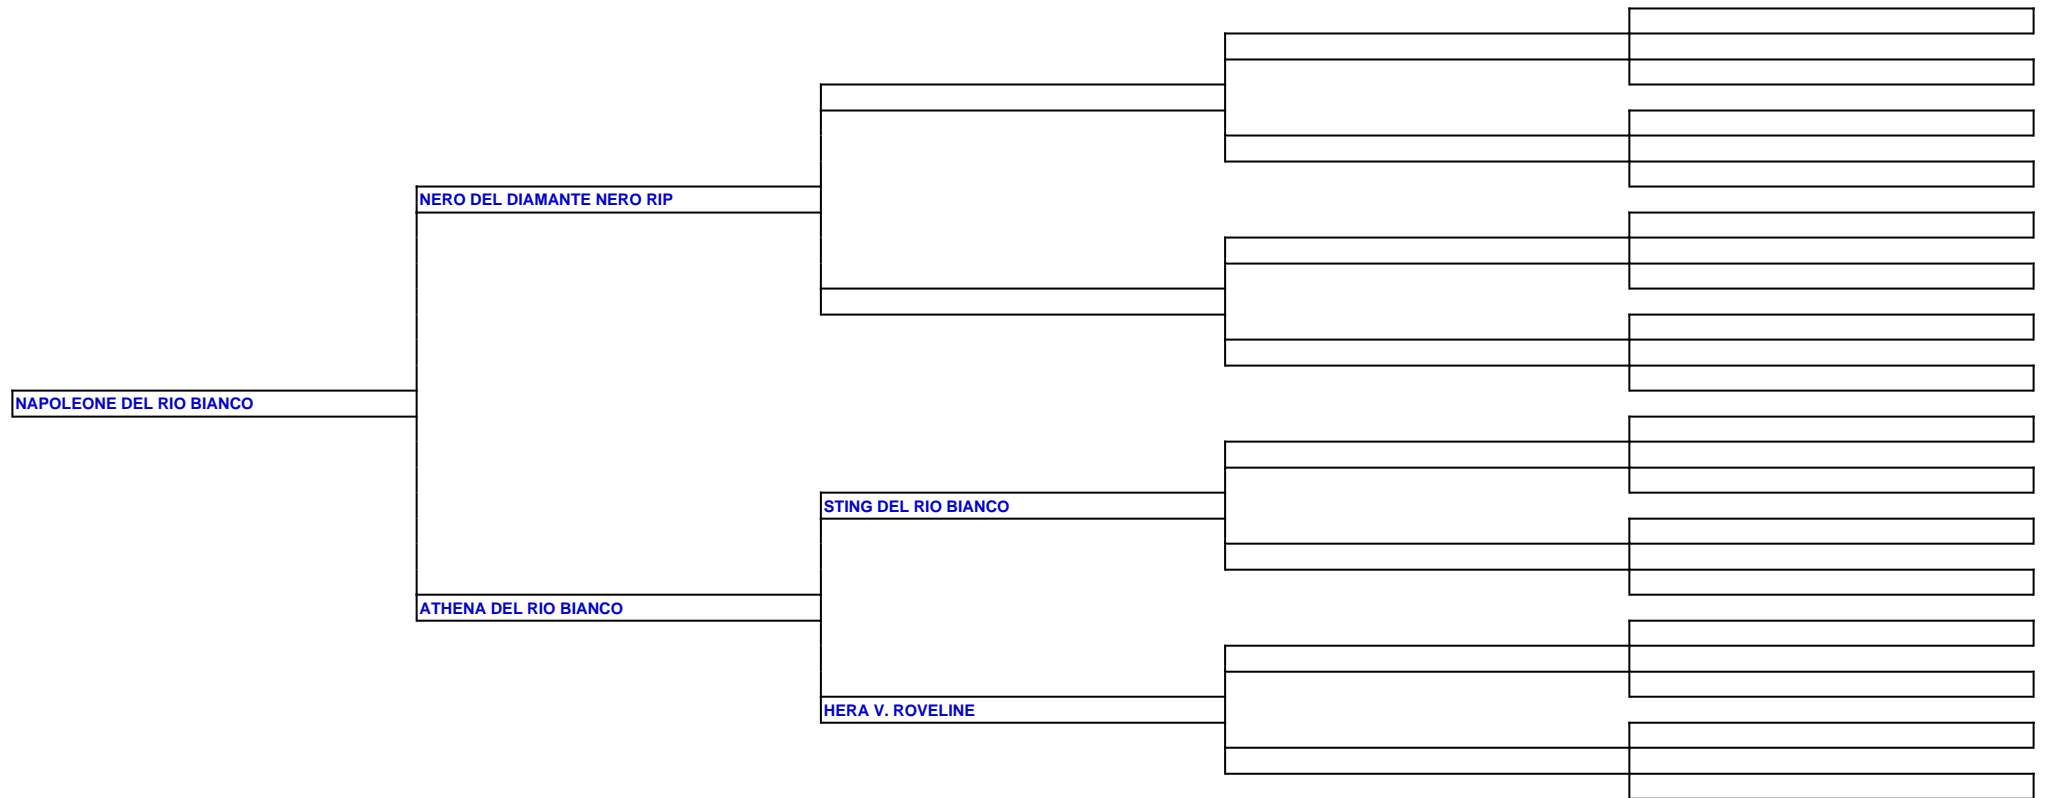 NERO DEL DIAMANTE NERO RIP
NAPOLEONE DEL RIO BIANCO
STING DEL RIO BIANCO
ATHENA DEL RIO BIANCO
HERA V. ROVELINE